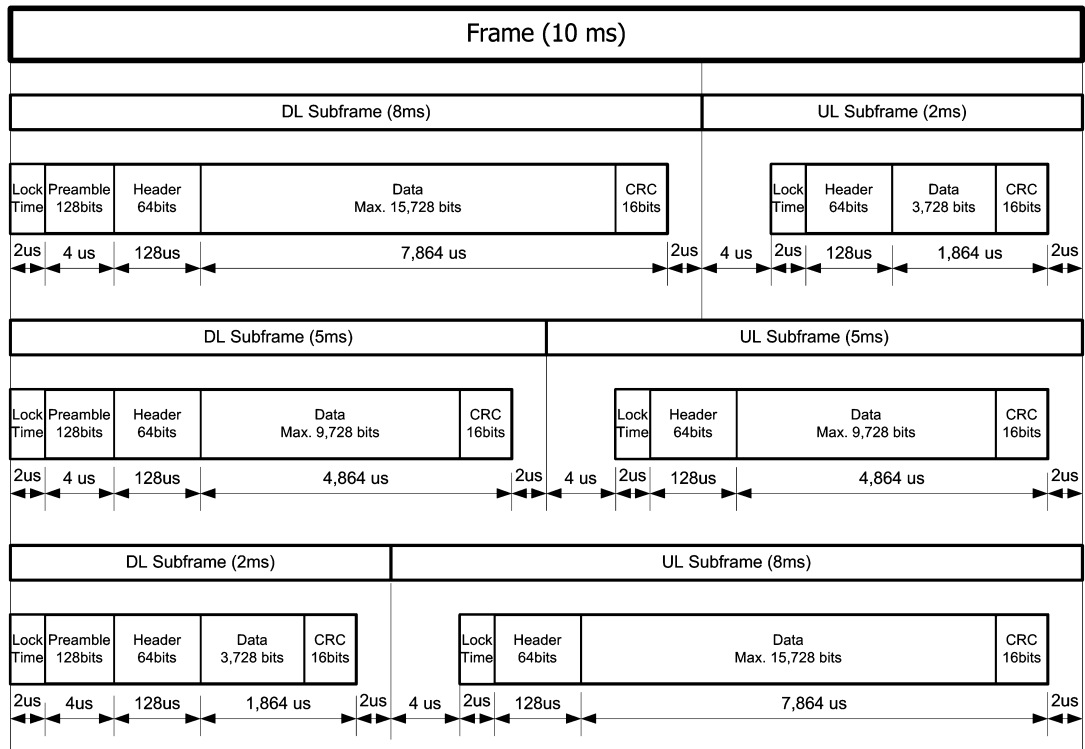 Frame (10 ms)
DL Subframe (8ms) UL Subframe (2ms)
Lock Time Preamble 128bits Header 64bits Data Max. 15,728 bits CRC 16bits Lock Time Header 64bits Data 3,728 bits CRC 16bits
2us 4 us 128us 7,864 us 2us 4 us 2us 128us 1,864 us 2us
DL Subframe (5ms) UL Subframe (5ms)
Lock Time Preamble 128bits Header 64bits Data Max. 9,728 bits CRC 16bits Lock Time Header 64bits Data Max. 9,728 bits CRC 16bits
2us 4 us 128us 4,864 us 2us 4 us 2us 128us 4,864 us 2us
DL Subframe (2ms) UL Subframe (8ms)
Lock Time Preamble 128bits Header 64bits Data 3,728 bits CRC 16bits Lock Time Header 64bits Data Max. 15,728 bits CRC 16bits
2us 4us 128us 1,864 us 2us 4 us 2us 128us 7,864 us 2us